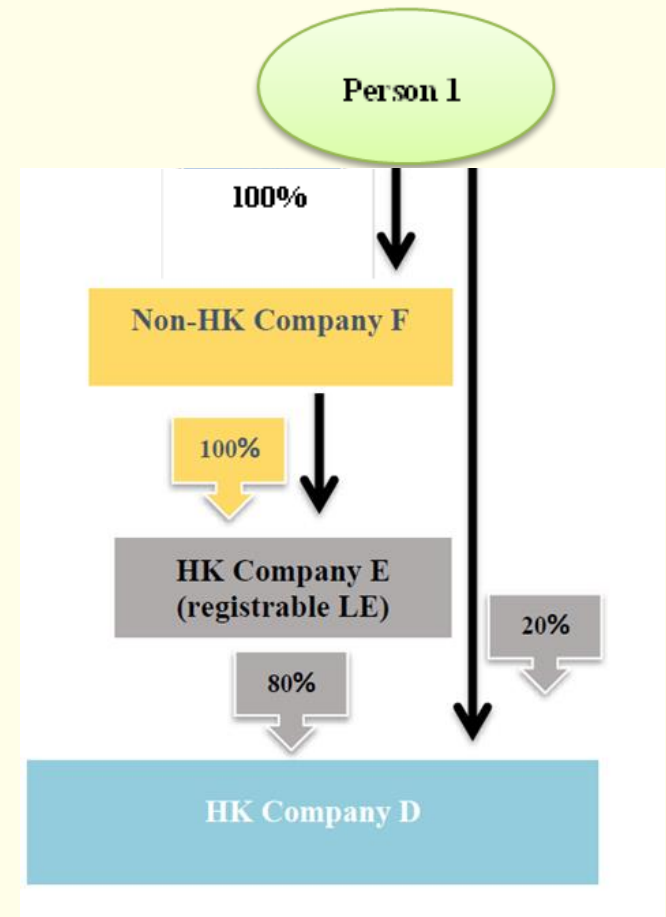 Person 1
100%
Non-HK Company F
100%
HK Company E
(registrable LE)
20%
80%
HK Company D